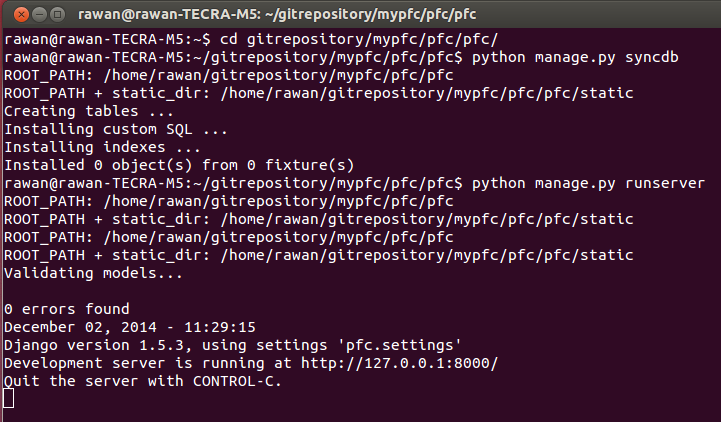 rawan@rawan-TECRA-M5: ~/gitrepository/mypfc/pfc/pfc
rawan@rawan-TECRA-M5:~$ cd gitrepository/mypfc/pfc/pfc/
rawan@rawan-TECRA-M5:~/gitrepository/mypfc/pfc/pfc$ python manage.py syncdb
ROOT_PATH: /home/rawan/gitrepository/mypfc/pfc/pfc
ROOT_PATH + static_dir: /home/rawan/gitrepository/mypfc/pfc/pfc/static
Creating tables ...
Installing custom SQL ...
Installing indexes ...
Installed 0 object(s) from 0 fixture(s)
rawan@rawan-TECRA-M5:~/gitrepository/mypfc/pfc/pfc$ python manage.py runserver
ROOT_PATH: /home/rawan/gitrepository/mypfc/pfc/pfc
ROOT_PATH + static_dir: /home/rawan/gitrepository/mypfc/pfc/pfc/static
ROOT_PATH: /home/rawan/gitrepository/mypfc/pfc/pfc
ROOT_PATH + static_dir: /home/rawan/gitrepository/mypfc/pfc/pfc/static
Validating models...
0 errors found
December 02, 2014 - 11:29:15
Django version 1.5.3, using settings 'pfc.settings'
Development server is running at http://127.0.0.1:8000/
Quit the server with CONTROL-C.